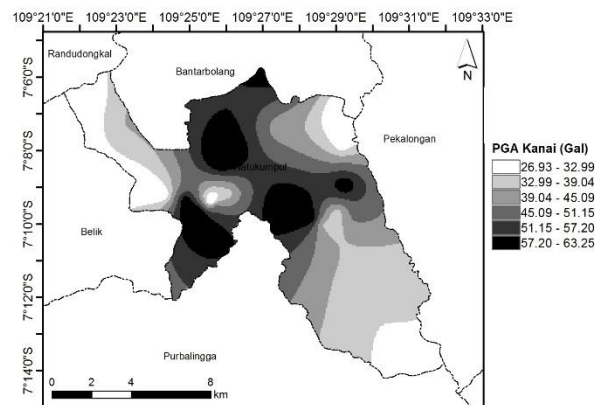 109°21'0"E 109°23'0"E 109°25'0"E 109°27'0"E 109°29'0"E 109°31'0"E 109°33'0"E
Randudongkal
Bantarbolang
N
7°6'0"S
7°8'0"S
Pekalongan
PGA Kanai (Gal)
26.93 - 32.99
32.99 - 39.04
39.04 - 45.09
45.09 - 51.15
51.15 - 57.20
57.20 - 63.25
7°10'0"S
Belik
7°12'0"S
Purbalingga
7°14'0"S
0 2 4 8
km